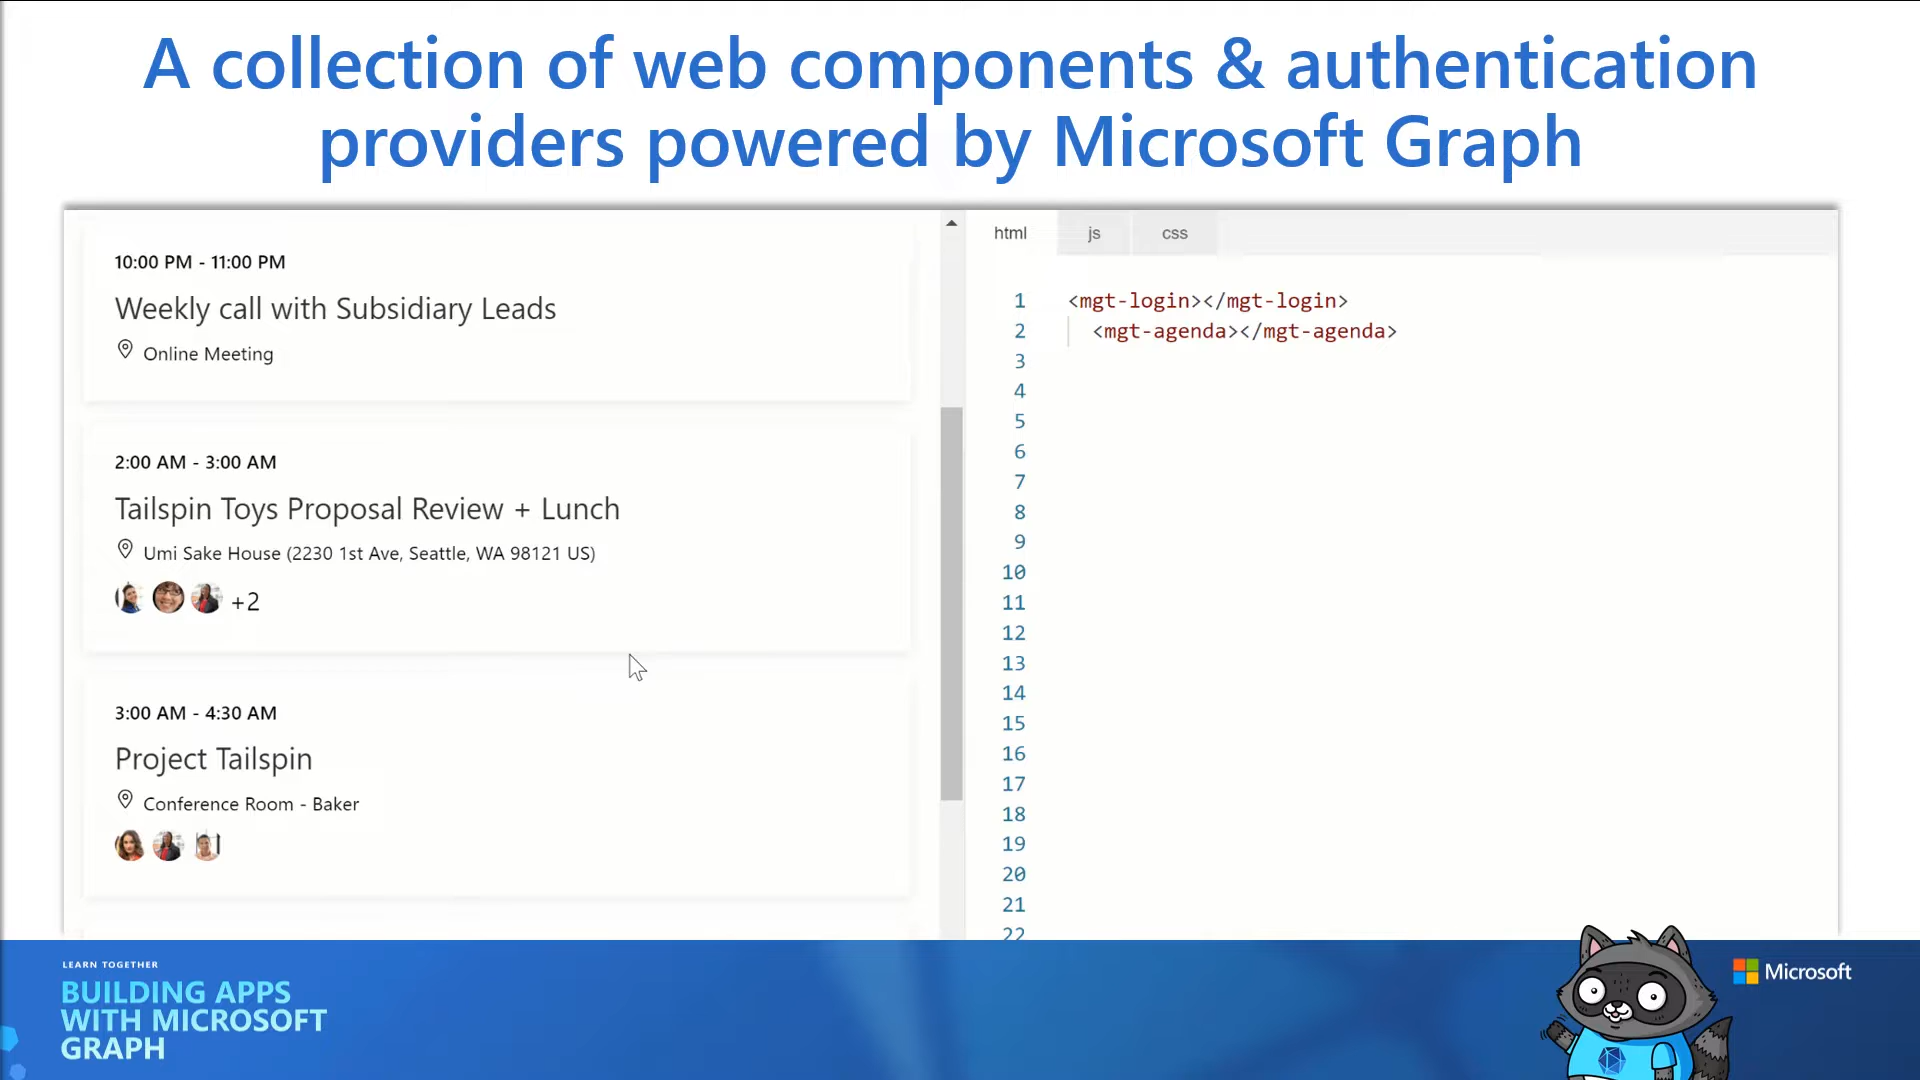 A collection of web components & authentication
providers powered by Microsoft Graph
10:00 PM - 11:00 PM
Weekly call with Subsidiary Leads
Online Meeting
2:00 AM - 3:00 AM
Tailspin Toys Proposal Review + Lunch
Umi Sake House (2230 1st Ave, Seattle, WA 98121 US)
+2
3:00 AM - 4:30 AM
Project Tailspin
Conference Room - Baker
html js css
1 <mgt-login></mgt-login>
2 <mgt-agenda></mgt-agenda>
3
4
5
6
7
8
9
10
11
12
13
14
15
16
17
18
19
20
21
22
LEARN TOGETHER
BUILDING APPS
WITH MICROSOFT
GRAPH
Microsoft